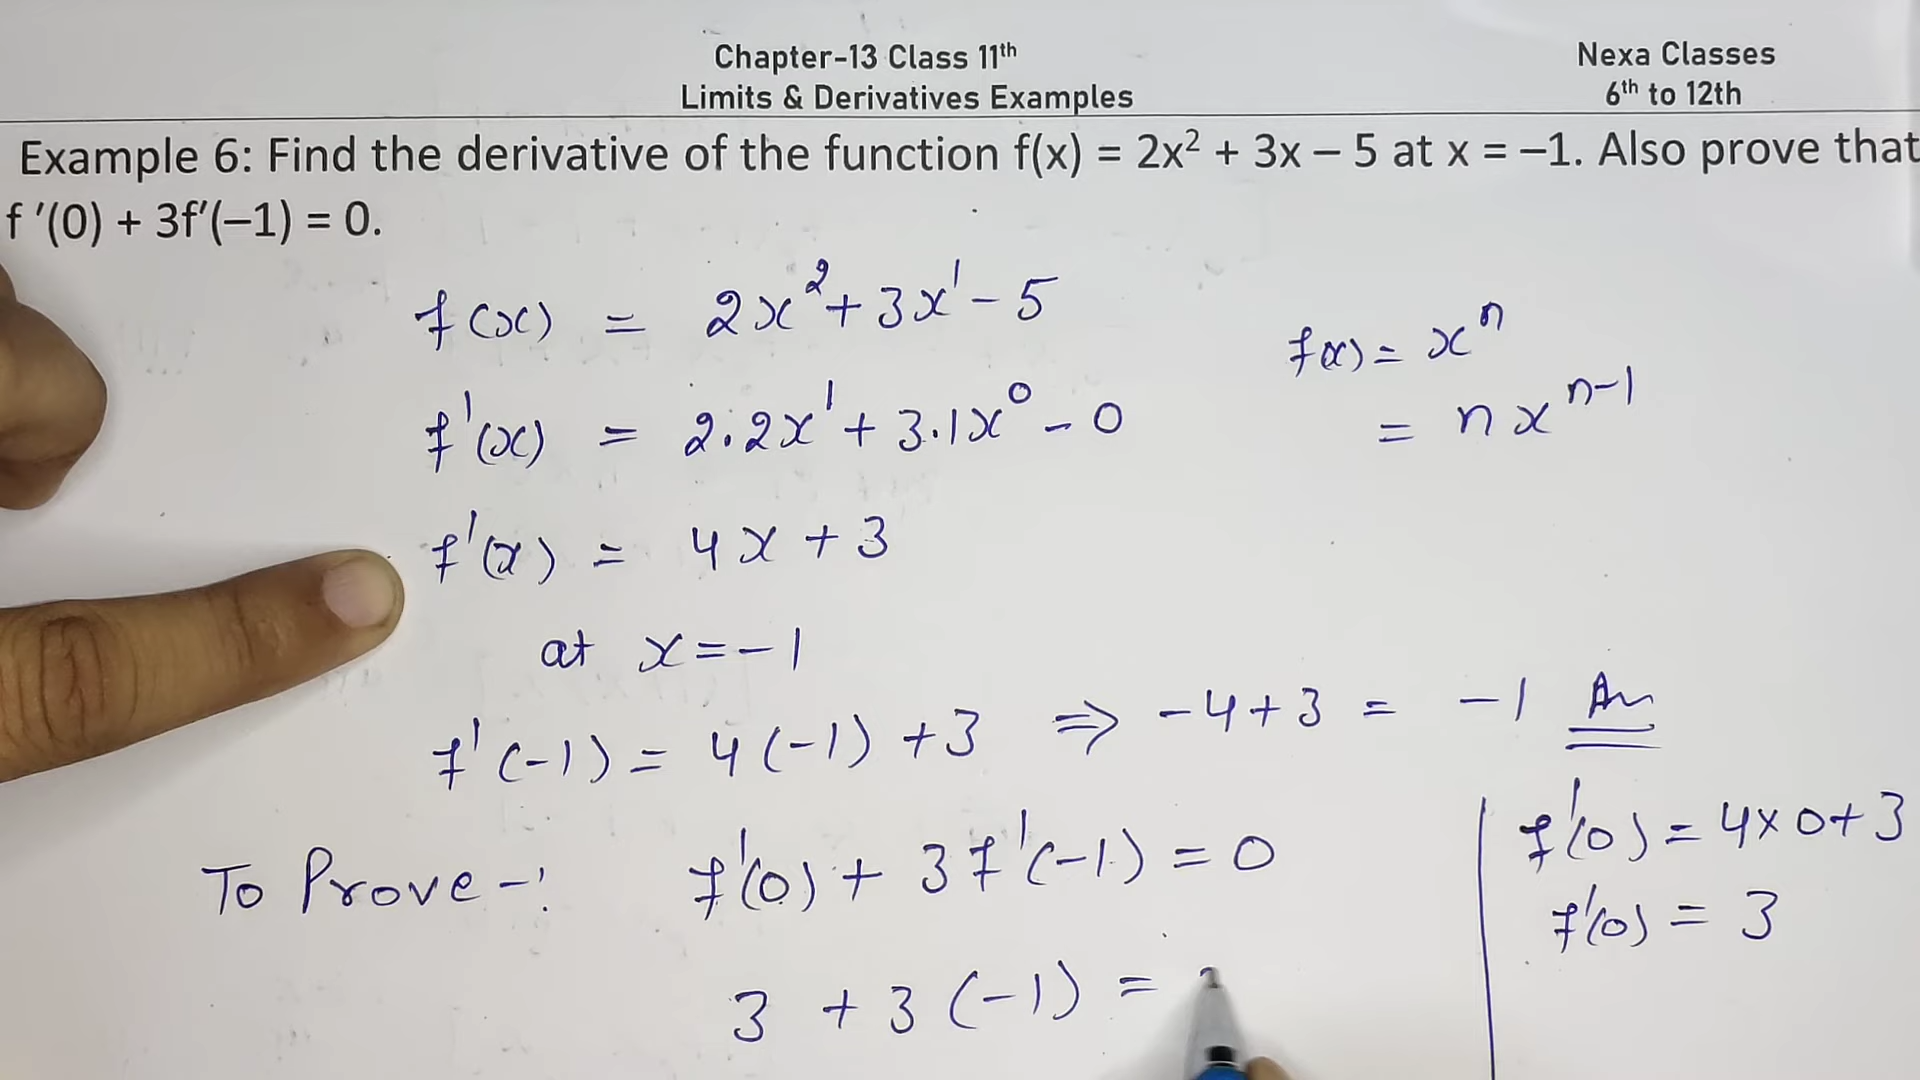 Chapter-13 Class 11th
Limits & Derivatives Examples
Nexa Classes
6th to 12th
Example 6: Find the derivative of the function f(x) = 2x² + 3x – 5 at x = –1. Also prove that
f ′(0) + 3f′(–1) = 0.
f(x) = 2x² + 3x¹ - 5
f'(x) = 2.2x¹ + 3.1x⁰ - 0
f'(x) = 4x + 3
at x = -1
f'(-1) = 4(-1) + 3 ⇒ -4+3 = -1 An
To Prove -: f'(0) + 3f'(-1) = 0
3 + 3(-1) =
f(x) = xⁿ
= nxⁿ⁻¹
f'(0) = 4×0+3
f'(0) = 3